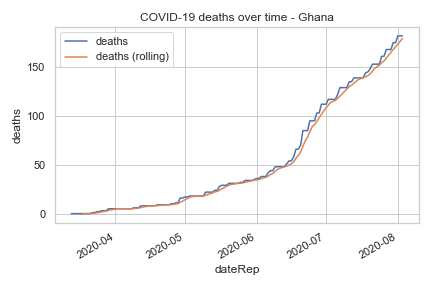 COVID-19 deaths over time - Ghana
deaths
deaths (rolling)
deaths
150
100
50
0
2020-04
2020-05
2020-06
2020-07
2020-08
dateRep